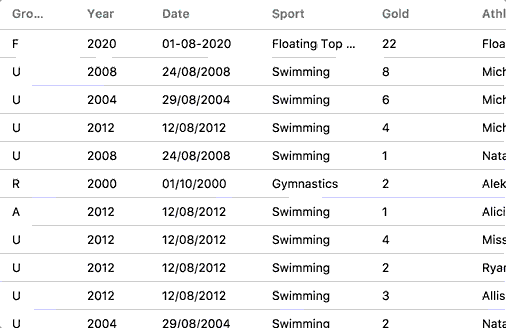 Gro... Year Date Sport Gold Athl
F 2020 01-08-2020 Floating Top ... 22 Floa
U 2008 24/08/2008 Swimming 8 Mich
U 2004 29/08/2004 Swimming 6 Mich
U 2012 12/08/2012 Swimming 4 Mich
U 2008 24/08/2008 Swimming 1 Nata
R 2000 01/10/2000 Gymnastics 2 Alek
A 2012 12/08/2012 Swimming 1 Alici
U 2012 12/08/2012 Swimming 4 Miss
U 2012 12/08/2012 Swimming 2 Ryan
U 2012 12/08/2012 Swimming 3 Allis
U 2004 29/08/2004 Swimming 2 Nata